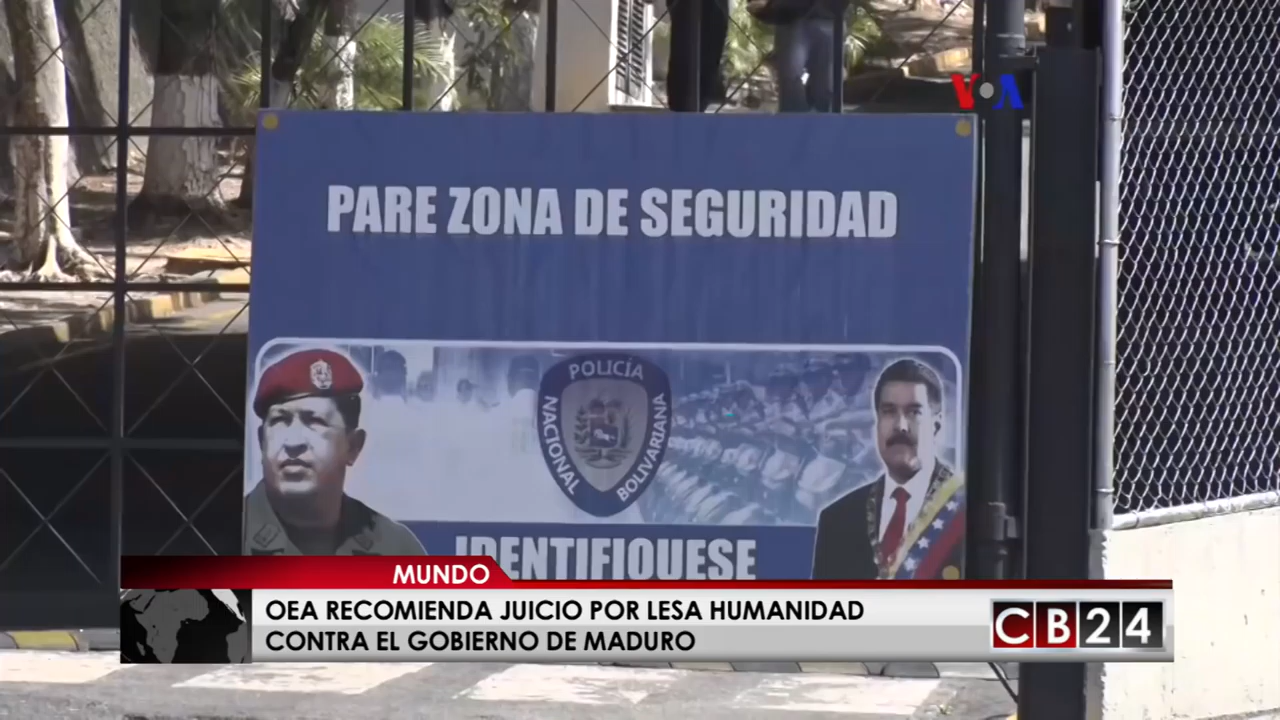 VOA
PARE ZONA DE SEGURIDAD
POLICÍA
NACIONAL
BOLIVARIANA
IDENTIFIQUESE
MUNDO
OEA RECOMIENDA JUICIO POR LESA HUMANIDAD
CONTRA EL GOBIERNO DE MADURO
CB24